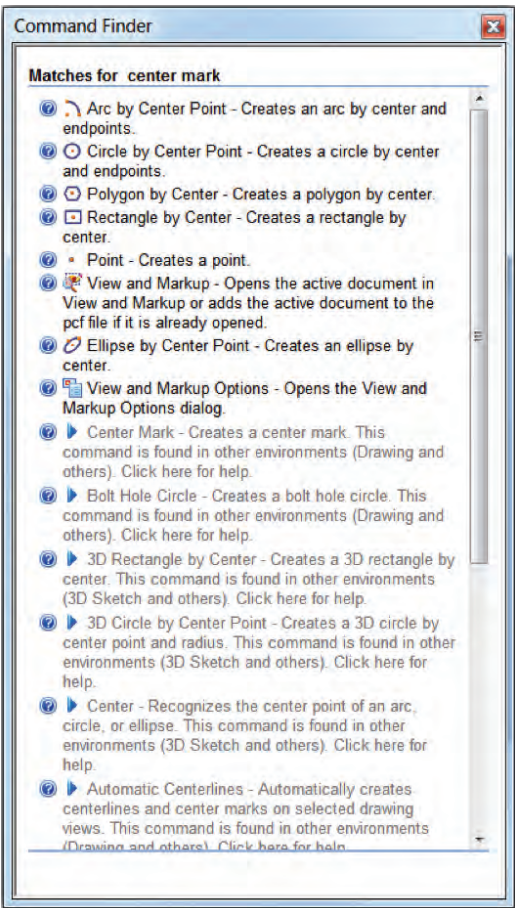 Command Finder
Matches for center mark
Arc by Center Point - Creates an arc by center and
endpoints.
Circle by Center Point - Creates a circle by center
and endpoints.
Polygon by Center - Creates a polygon by center.
Rectangle by Center - Creates a rectangle by
center.
Point - Creates a point.
View and Markup - Opens the active document in
View and Markup or adds the active document to the
pcf file if it is already opened.
Ellipse by Center Point - Creates an ellipse by
center.
View and Markup Options - Opens the View and
Markup Options dialog.
Center Mark - Creates a center mark. This
command is found in other environments (Drawing and
others). Click here for help.
Bolt Hole Circle - Creates a bolt hole circle. This
command is found in other environments (Drawing and
others). Click here for help.
3D Rectangle by Center - Creates a 3D rectangle by
center. This command is found in other environments
(3D Sketch and others). Click here for help.
3D Circle by Center Point - Creates a 3D circle by
center point and radius. This command is found in other
environments (3D Sketch and others). Click here for
help.
Center - Recognizes the center point of an arc,
circle, or ellipse. This command is found in other
environments (3D Sketch and others). Click here for
help.
Automatic Centerlines - Automatically creates
centerlines and center marks on selected drawing
views. This command is found in other environments
(Drawing and others). Click here for help.